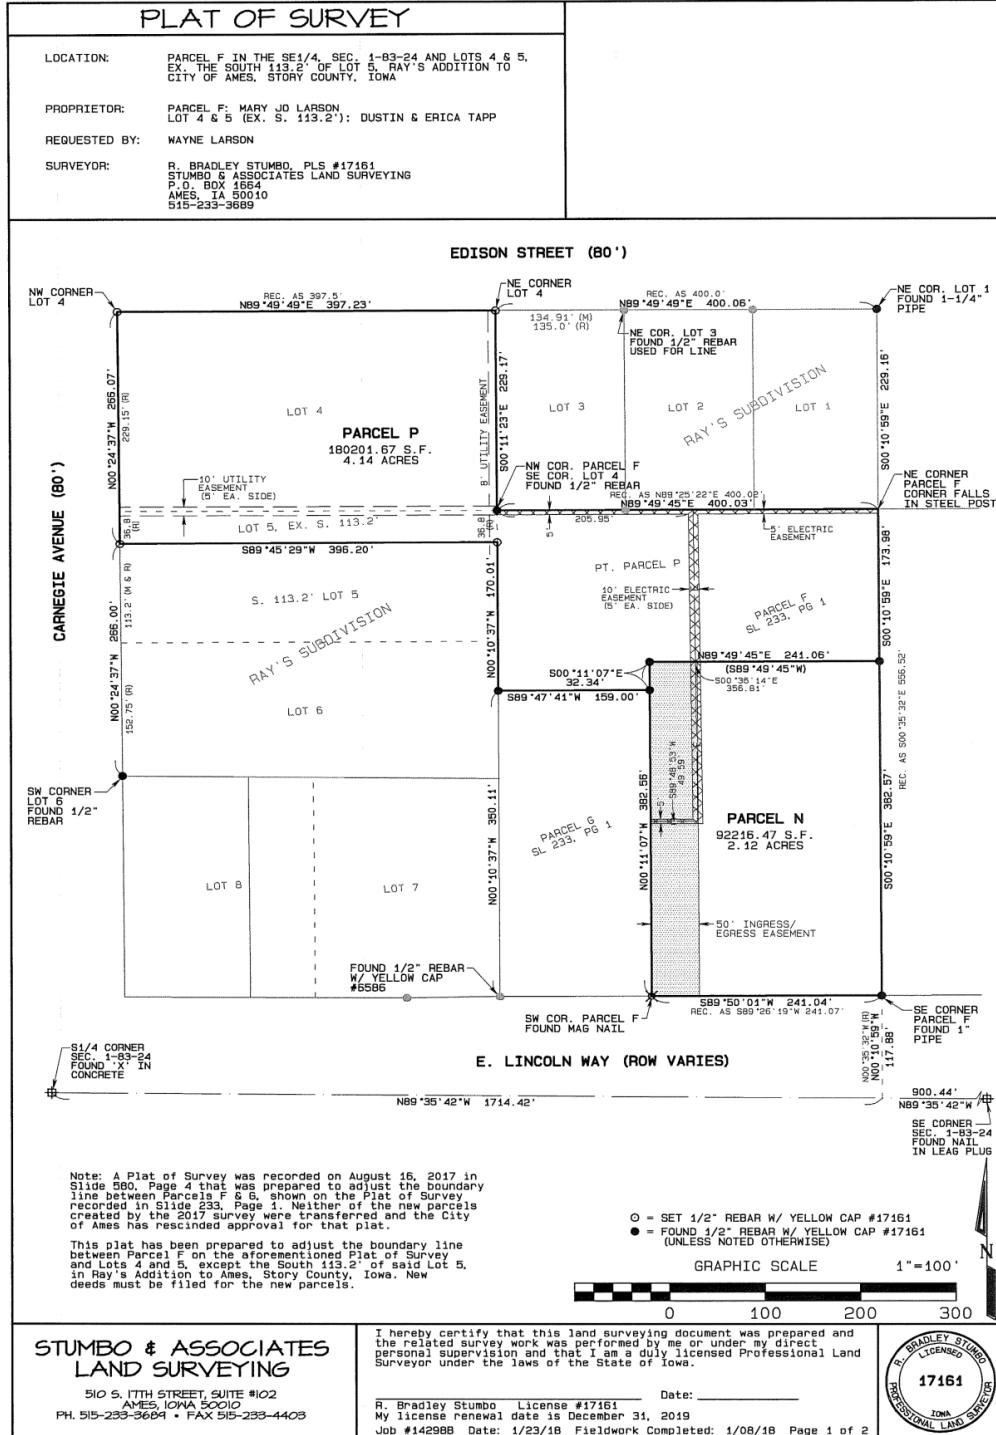 PLAT OF SURVEY
LOCATION: PARCEL F IN THE SE1/4, SEC. 1-83-24 AND LOTS 4 & 5,
EX. THE SOUTH 113.2' OF LOT 5, RAY'S ADDITION TO
CITY OF AMES, STORY COUNTY, IOWA
PROPRIETOR: PARCEL F: MARY JO LARSON
LOT 4 & 5 (EX. S. 113.2'): DUSTIN & ERICA TAPP
REQUESTED BY: WAYNE LARSON
SURVEYOR: R. BRADLEY STUMBO, PLS #17161
STUMBO & ASSOCIATES LAND SURVEYING
P.O. BOX 1664
AMES, IA 50010
515-233-3689
EDISON STREET (80')
NW CORNER
LOT 4
REC. AS 397.5'
N89°49'49"E 397.23'
NE CORNER
LOT 4
REC. AS 400.0'
N89°49'49"E 400.06'
NE COR. LOT 1
FOUND 1-1/4"
PIPE
134.91' (M)
135.0' (R)
NE COR. LOT 3
FOUND 1/2" REBAR
USED FOR LINE
N00°24'37"W 266.07'
229.15' (R)
LOT 4
PARCEL P
180201.67 S.F.
4.14 ACRES
8' UTILITY EASEMENT
S00°11'23"E 229.17'
LOT 3
LOT 2
LOT 1
RAY'S SUBDIVISION
S00°10'59"E 229.16'
NW COR. PARCEL F
SE COR. LOT 4
FOUND 1/2" REBAR
REC. AS N89°25'22"E 400.02'
N89°49'45"E 400.03'
NE CORNER
PARCEL F
CORNER FALLS
IN STEEL POST
10' UTILITY
EASEMENT
(5' EA. SIDE)
36.8
(R)
LOT 5, EX. S. 113.2'
36.8
(R)
205.95'
5'
5' ELECTRIC
EASEMENT
CARNEGIE AVENUE (80')
S89°45'29"W 396.20'
PT. PARCEL P
10' ELECTRIC
EASEMENT
(5' EA. SIDE)
PARCEL F
SL 233, PG 1
S00°10'59"E 173.98'
113.2' (M & R)
S. 113.2' LOT 5
N00°10'37"W 170.01'
RAY'S SUBDIVISION
N00°24'37"W 266.00'
152.75' (R)
LOT 6
S00°11'07"E
32.34'
N89°49'45"E 241.06'
(S89°49'45"W)
S00°35'14"E
356.81'
S89°47'41"W 159.00'
REC. AS S00°35'32"E 556.52'
SW CORNER
LOT 6
FOUND 1/2"
REBAR
N00°10'37"W 350.11'
PARCEL G
SL 233, PG 1
N00°11'07"W 382.56'
S89°48'53"W
49.59'
5'
PARCEL N
92216.47 S.F.
2.12 ACRES
S00°10'59"E 382.57'
LOT 8
LOT 7
50' INGRESS/
EGRESS EASEMENT
FOUND 1/2" REBAR
W/ YELLOW CAP
#6586
SW COR. PARCEL F
FOUND MAG NAIL
S89°50'01"W 241.04'
REC. AS S89°26'19"W 241.07'
SE CORNER
PARCEL F
FOUND 1"
PIPE
S1/4 CORNER
SEC. 1-83-24
FOUND 'X' IN
CONCRETE
E. LINCOLN WAY (ROW VARIES)
N00°35'32"W (R)
N00°10'59"W
117.88'
N89°35'42"W 1714.42'
900.44'
N89°35'42"W
SE CORNER
SEC. 1-83-24
FOUND NAIL
IN LEAG PLUG
Note: A Plat of Survey was recorded on August 16, 2017 in
Slide 580, Page 4 that was prepared to adjust the boundary
line between Parcels F & G, shown on the Plat of Survey
recorded in Slide 233, Page 1. Neither of the new parcels
created by the 2017 survey were transferred and the City
of Ames has rescinded approval for that plat.
This plat has been prepared to adjust the boundary line
between Parcel F on the aforementioned Plat of Survey
and Lots 4 and 5, except the South 113.2' of said Lot 5,
in Ray's Addition to Ames, Story County, Iowa. New
deeds must be filed for the new parcels.
= SET 1/2" REBAR W/ YELLOW CAP #17161
= FOUND 1/2" REBAR W/ YELLOW CAP #17161
(UNLESS NOTED OTHERWISE)
N
GRAPHIC SCALE 1"=100'
0 100 200 300
STUMBO & ASSOCIATES
LAND SURVEYING
510 S. 17TH STREET, SUITE #102
AMES, IOWA 50010
PH. 515-233-3689 • FAX 515-233-4403
I hereby certify that this land surveying document was prepared and
the related survey work was performed by me or under my direct
personal supervision and that I am a duly licensed Professional Land
Surveyor under the laws of the State of Iowa.
Date:
R. Bradley Stumbo License #17161
My license renewal date is December 31, 2019
Job #14298B Date: 1/23/18 Fieldwork Completed: 1/08/18 Page 1 of 2
R. BRADLEY STUMBO
LICENSED
17161
IOWA
PROFESSIONAL LAND SURVEYOR